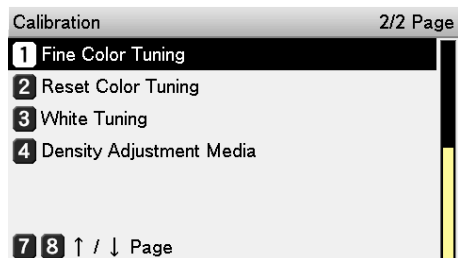 Calibration 2/2 Page
1 Fine Color Tuning
2 Reset Color Tuning
3 White Tuning
4 Density Adjustment Media
7 8 ↑ / ↓ Page